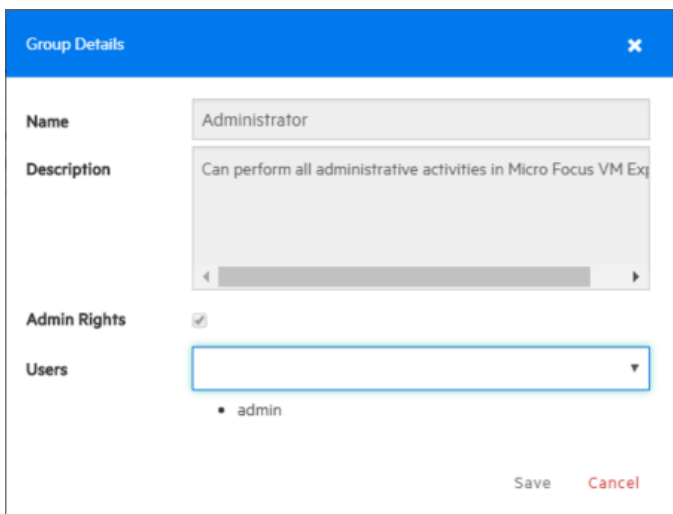 Group Details
Name
Administrator
Description
Can perform all administrative activities in Micro Focus VM Exp
Admin Rights
Users
admin
Save
Cancel